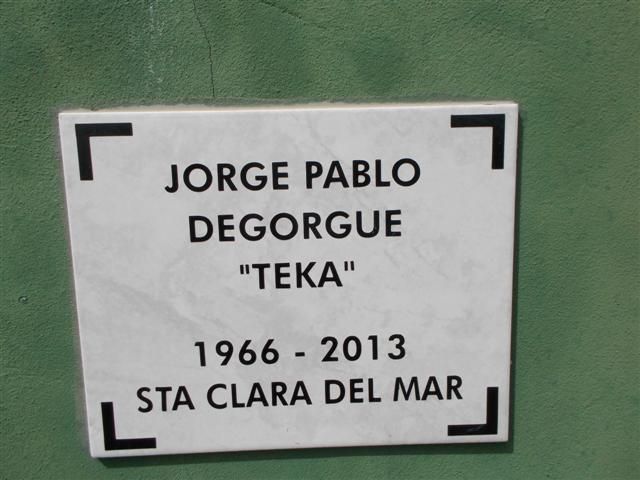 JORGE PABLO
DEGORGUE
"TEKA"
1966 - 2013
STA CLARA DEL MAR